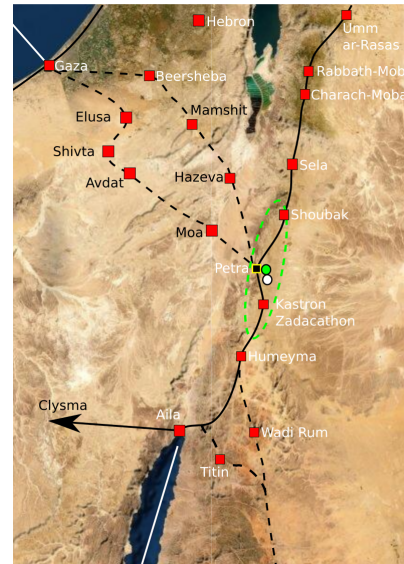 Hebron
Umm
ar-Rasas
Gaza
Rabbath-Mob
Beersheba
Charach-Moba
Elusa
Mamshit
Shivta
Sela
Avdat
Hazeva
Shoubak
Moa
Petra
Kastron
Zadacathon
Humeyma
Clysma
Aila
Wadi Rum
Titin